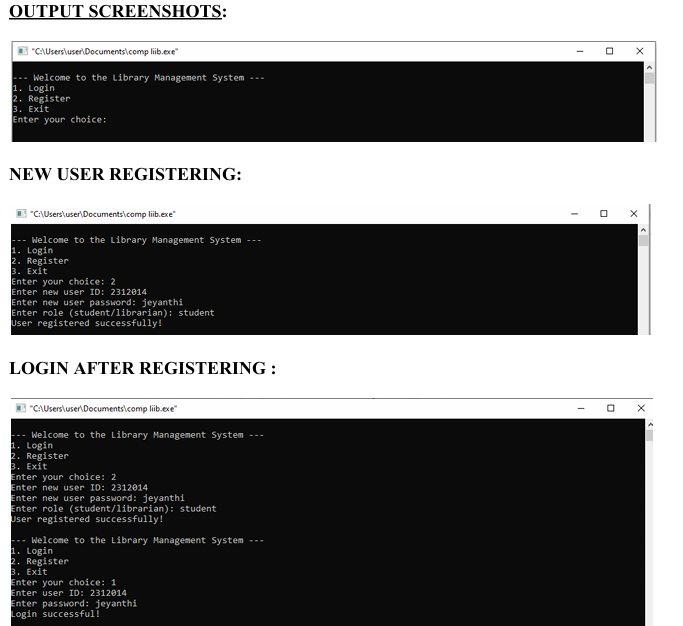 OUTPUT SCREENSHOTS:
"C:\Users\user\Documents\comp liib.exe"
--- Welcome to the Library Management System ---
1. Login
2. Register
3. Exit
Enter your choice:
NEW USER REGISTERING:
"C:\Users\user\Documents\comp liib.exe"
--- Welcome to the Library Management System ---
1. Login
2. Register
3. Exit
Enter your choice: 2
Enter new user ID: 2312014
Enter new user password: jeyanthi
Enter role (student/librarian): student
User registered successfully!
LOGIN AFTER REGISTERING :
"C:\Users\user\Documents\comp liib.exe"
--- Welcome to the Library Management System ---
1. Login
2. Register
3. Exit
Enter your choice: 2
Enter new user ID: 2312014
Enter new user password: jeyanthi
Enter role (student/librarian): student
User registered successfully!
--- Welcome to the Library Management System ---
1. Login
2. Register
3. Exit
Enter your choice: 1
Enter user ID: 2312014
Enter password: jeyanthi
Login successful!